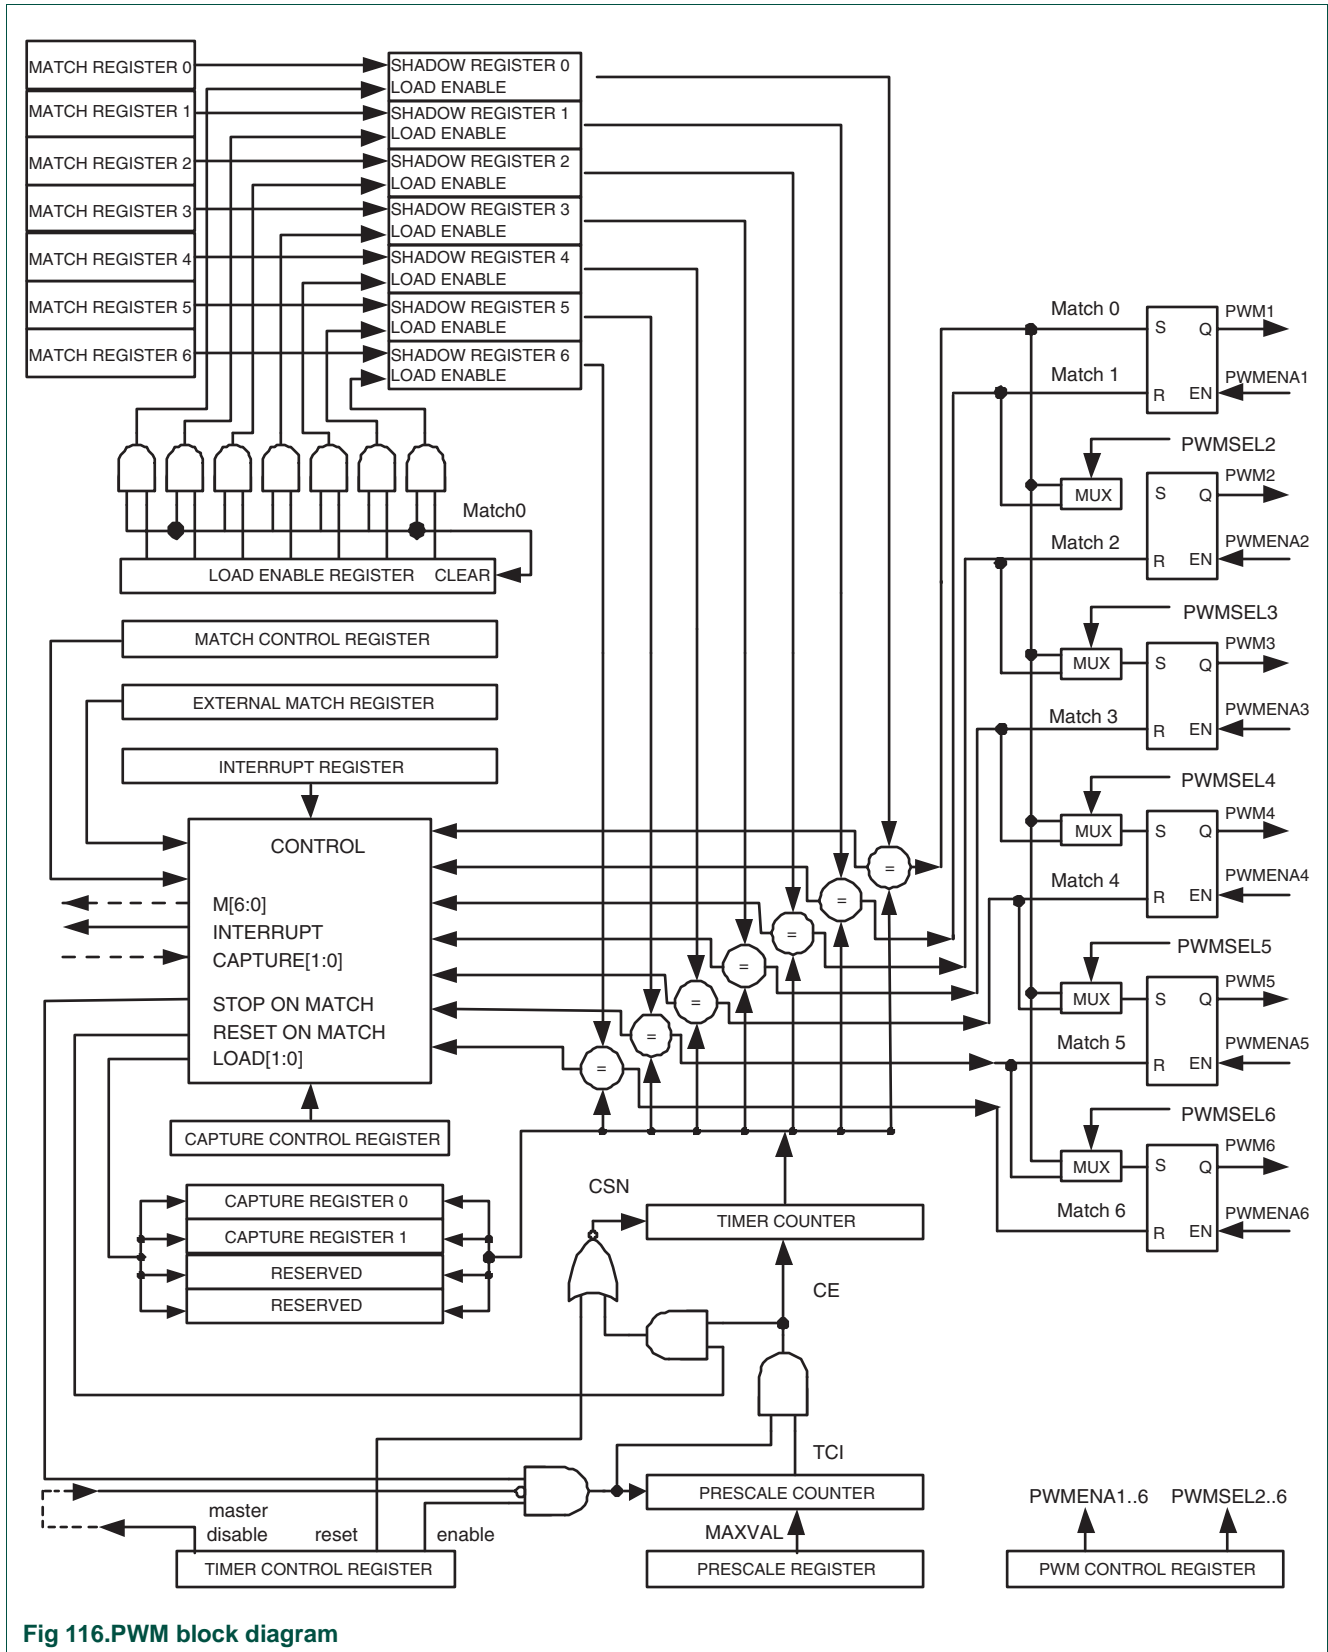 MATCH REGISTER 0
MATCH REGISTER 1
MATCH REGISTER 2
MATCH REGISTER 3
MATCH REGISTER 4
MATCH REGISTER 5
MATCH REGISTER 6
SHADOW REGISTER 0
LOAD ENABLE
SHADOW REGISTER 1
LOAD ENABLE
SHADOW REGISTER 2
LOAD ENABLE
SHADOW REGISTER 3
LOAD ENABLE
SHADOW REGISTER 4
LOAD ENABLE
SHADOW REGISTER 5
LOAD ENABLE
SHADOW REGISTER 6
LOAD ENABLE
Match0
LOAD ENABLE REGISTER CLEAR
MATCH CONTROL REGISTER
EXTERNAL MATCH REGISTER
INTERRUPT REGISTER
CONTROL
M[6:0]
INTERRUPT
CAPTURE[1:0]
STOP ON MATCH
RESET ON MATCH
LOAD[1:0]
CAPTURE CONTROL REGISTER
CAPTURE REGISTER 0
CAPTURE REGISTER 1
RESERVED
RESERVED
=
=
=
=
=
=
=
Match 0
S Q
PWM1
Match 1
R EN
PWMENA1
PWMSEL2
MUX
S Q
PWM2
Match 2
R EN
PWMENA2
PWMSEL3
MUX
S Q
PWM3
Match 3
R EN
PWMENA3
PWMSEL4
MUX
S Q
PWM4
Match 4
R EN
PWMENA4
PWMSEL5
MUX
S Q
PWM5
Match 5
R EN
PWMENA5
PWMSEL6
MUX
S Q
PWM6
Match 6
R EN
PWMENA6
CSN
TIMER COUNTER
CE
TCI
PRESCALE COUNTER
MAXVAL
PRESCALE REGISTER
master
disable
reset
enable
TIMER CONTROL REGISTER
PWMENA1..6 PWMSEL2..6
PWM CONTROL REGISTER
Fig 116.PWM block diagram